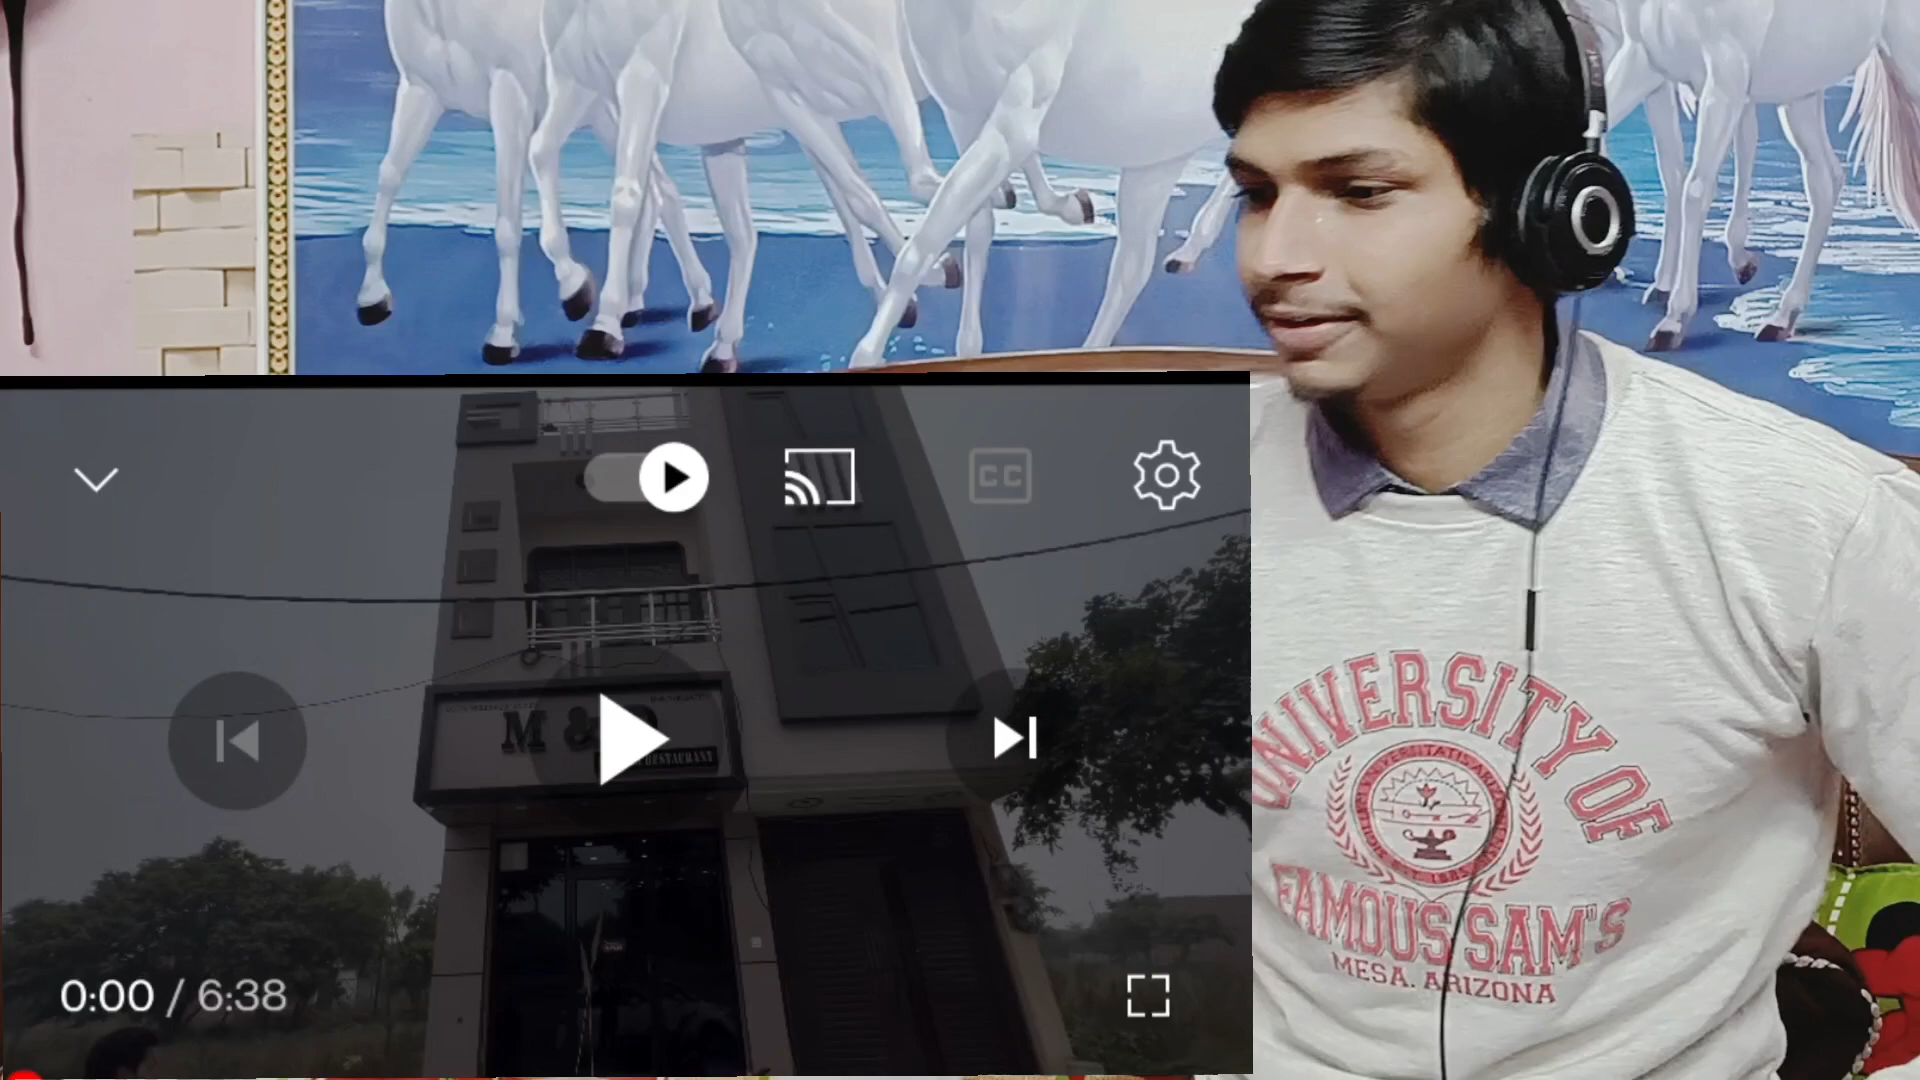 CC
M &
RESTAURANT
0:00 / 6:38
UNIVERSITY OF
FAMOUS SAM'S
MESA. ARIZONA